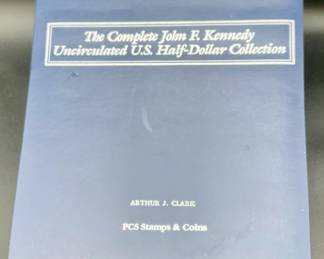 The Complete John F. Kennedy
Uncirculated U.S. Half-Dollar Collection
ARTHUR J. CLARK
PCS Stamps & Coins